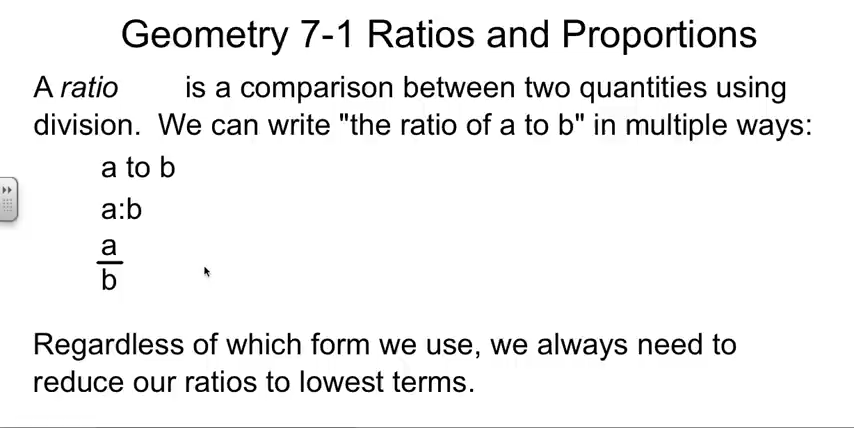 Geometry 7-1 Ratios and Proportions
A ratio is a comparison between two quantities using
division. We can write "the ratio of a to b" in multiple ways:
a to b
a:b
a
b
Regardless of which form we use, we always need to
reduce our ratios to lowest terms.